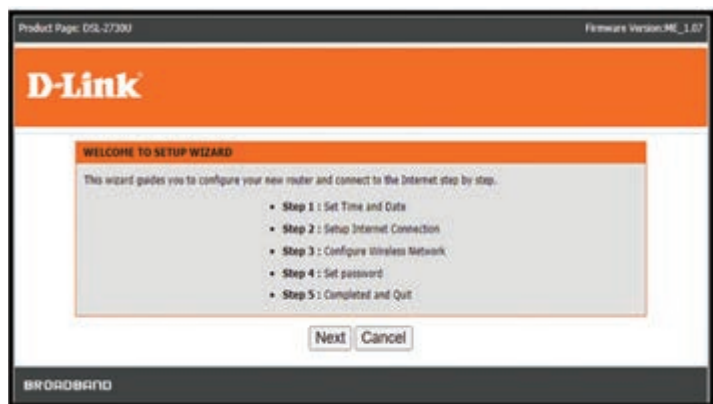 Product Page: DSL-2730U
Firmware Version:ME_1.07
D-Link
WELCOME TO SETUP WIZARD
This wizard guides you to configure your new router and connect to the Internet step by step.
• Step 1 : Set Time and Date
• Step 2 : Setup Internet Connection
• Step 3 : Configure Wireless Network
• Step 4 : Set password
• Step 5 : Completed and Quit
Next Cancel
BROADBAND